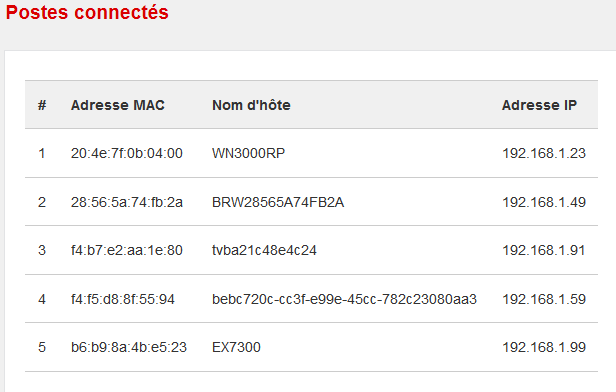 Postes connectés
# Adresse MAC Nom d'hôte Adresse IP
1 20:4e:7f:0b:04:00 WN3000RP 192.168.1.23
2 28:56:5a:74:fb:2a BRW28565A74FB2A 192.168.1.49
3 f4:b7:e2:aa:1e:80 tvba21c48e4c24 192.168.1.91
4 f4:f5:d8:8f:55:94 bebc720c-cc3f-e99e-45cc-782c23080aa3 192.168.1.59
5 b6:b9:8a:4b:e5:23 EX7300 192.168.1.99